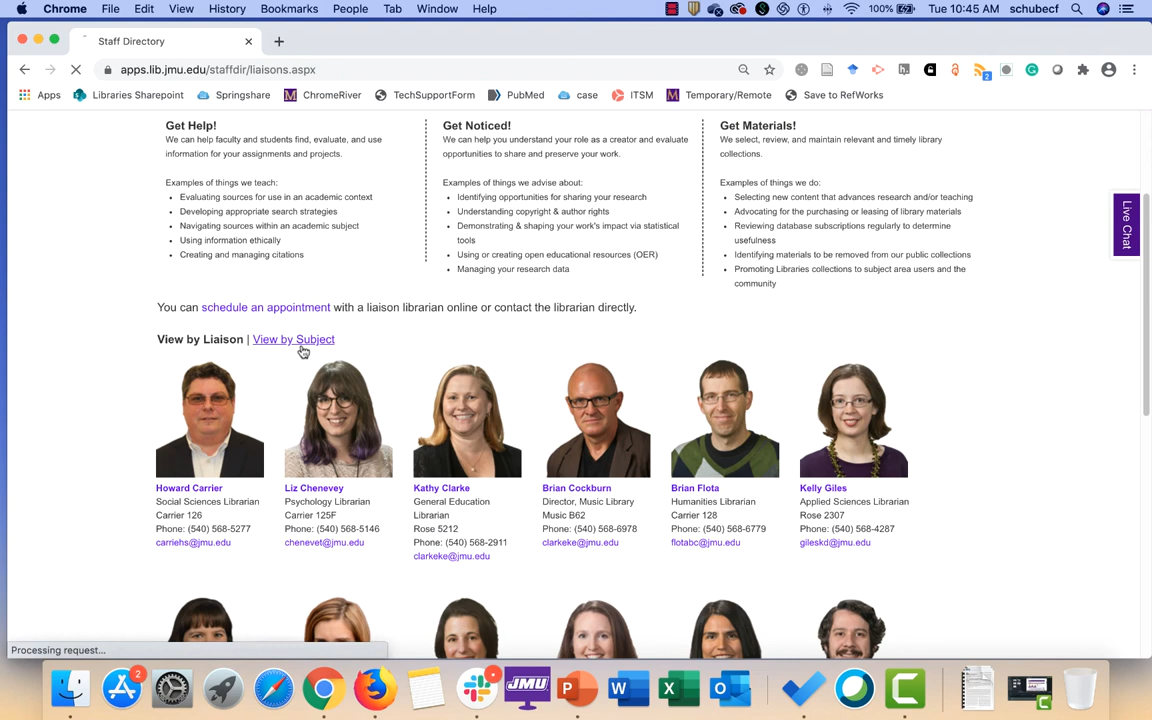 Chrome File Edit View History Bookmarks People Tab Window Help 100% Tue 10:45 AM schubecf
Staff Directory
apps.lib.jmu.edu/staffdir/liaisons.aspx
2
Apps Libraries Sharepoint Springshare ChromeRiver TechSupportForm PubMed case ITSM Temporary/Remote Save to RefWorks
Get Help!
We can help faculty and students find, evaluate, and use
information for your assignments and projects.
Examples of things we teach:
• Evaluating sources for use in an academic context
• Developing appropriate search strategies
• Navigating sources within an academic subject
• Using information ethically
• Creating and managing citations
Get Noticed!
We can help you understand your role as a creator and evaluate
opportunities to share and preserve your work.
Examples of things we advise about:
• Identifying opportunities for sharing your research
• Understanding copyright & author rights
• Demonstrating & shaping your work's impact via statistical
tools
• Using or creating open educational resources (OER)
• Managing your research data
Get Materials!
We select, review, and maintain relevant and timely library
collections.
Examples of things we do:
• Selecting new content that advances research and/or teaching
• Advocating for the purchasing or leasing of library materials
• Reviewing database subscriptions regularly to determine
usefulness
• Identifying materials to be removed from our public collections
• Promoting Libraries collections to subject area users and the
community
Live Chat
You can schedule an appointment with a liaison librarian online or contact the librarian directly.
View by Liaison | View by Subject
Howard Carrier
Social Sciences Librarian
Carrier 126
Phone: (540) 568-5277
carriehs@jmu.edu
Liz Chenevey
Psychology Librarian
Carrier 125F
Phone: (540) 568-5146
chenevet@jmu.edu
Kathy Clarke
General Education
Librarian
Rose 5212
Phone: (540) 568-2911
clarkeke@jmu.edu
Brian Cockburn
Director, Music Library
Music B62
Phone: (540) 568-6978
clarkeke@jmu.edu
Brian Flota
Humanities Librarian
Carrier 128
Phone: (540) 568-6779
flotabc@jmu.edu
Kelly Giles
Applied Sciences Librarian
Rose 2307
Phone: (540) 568-4287
gileskd@jmu.edu
Processing request...
2
JMU
P
W
X
O
C